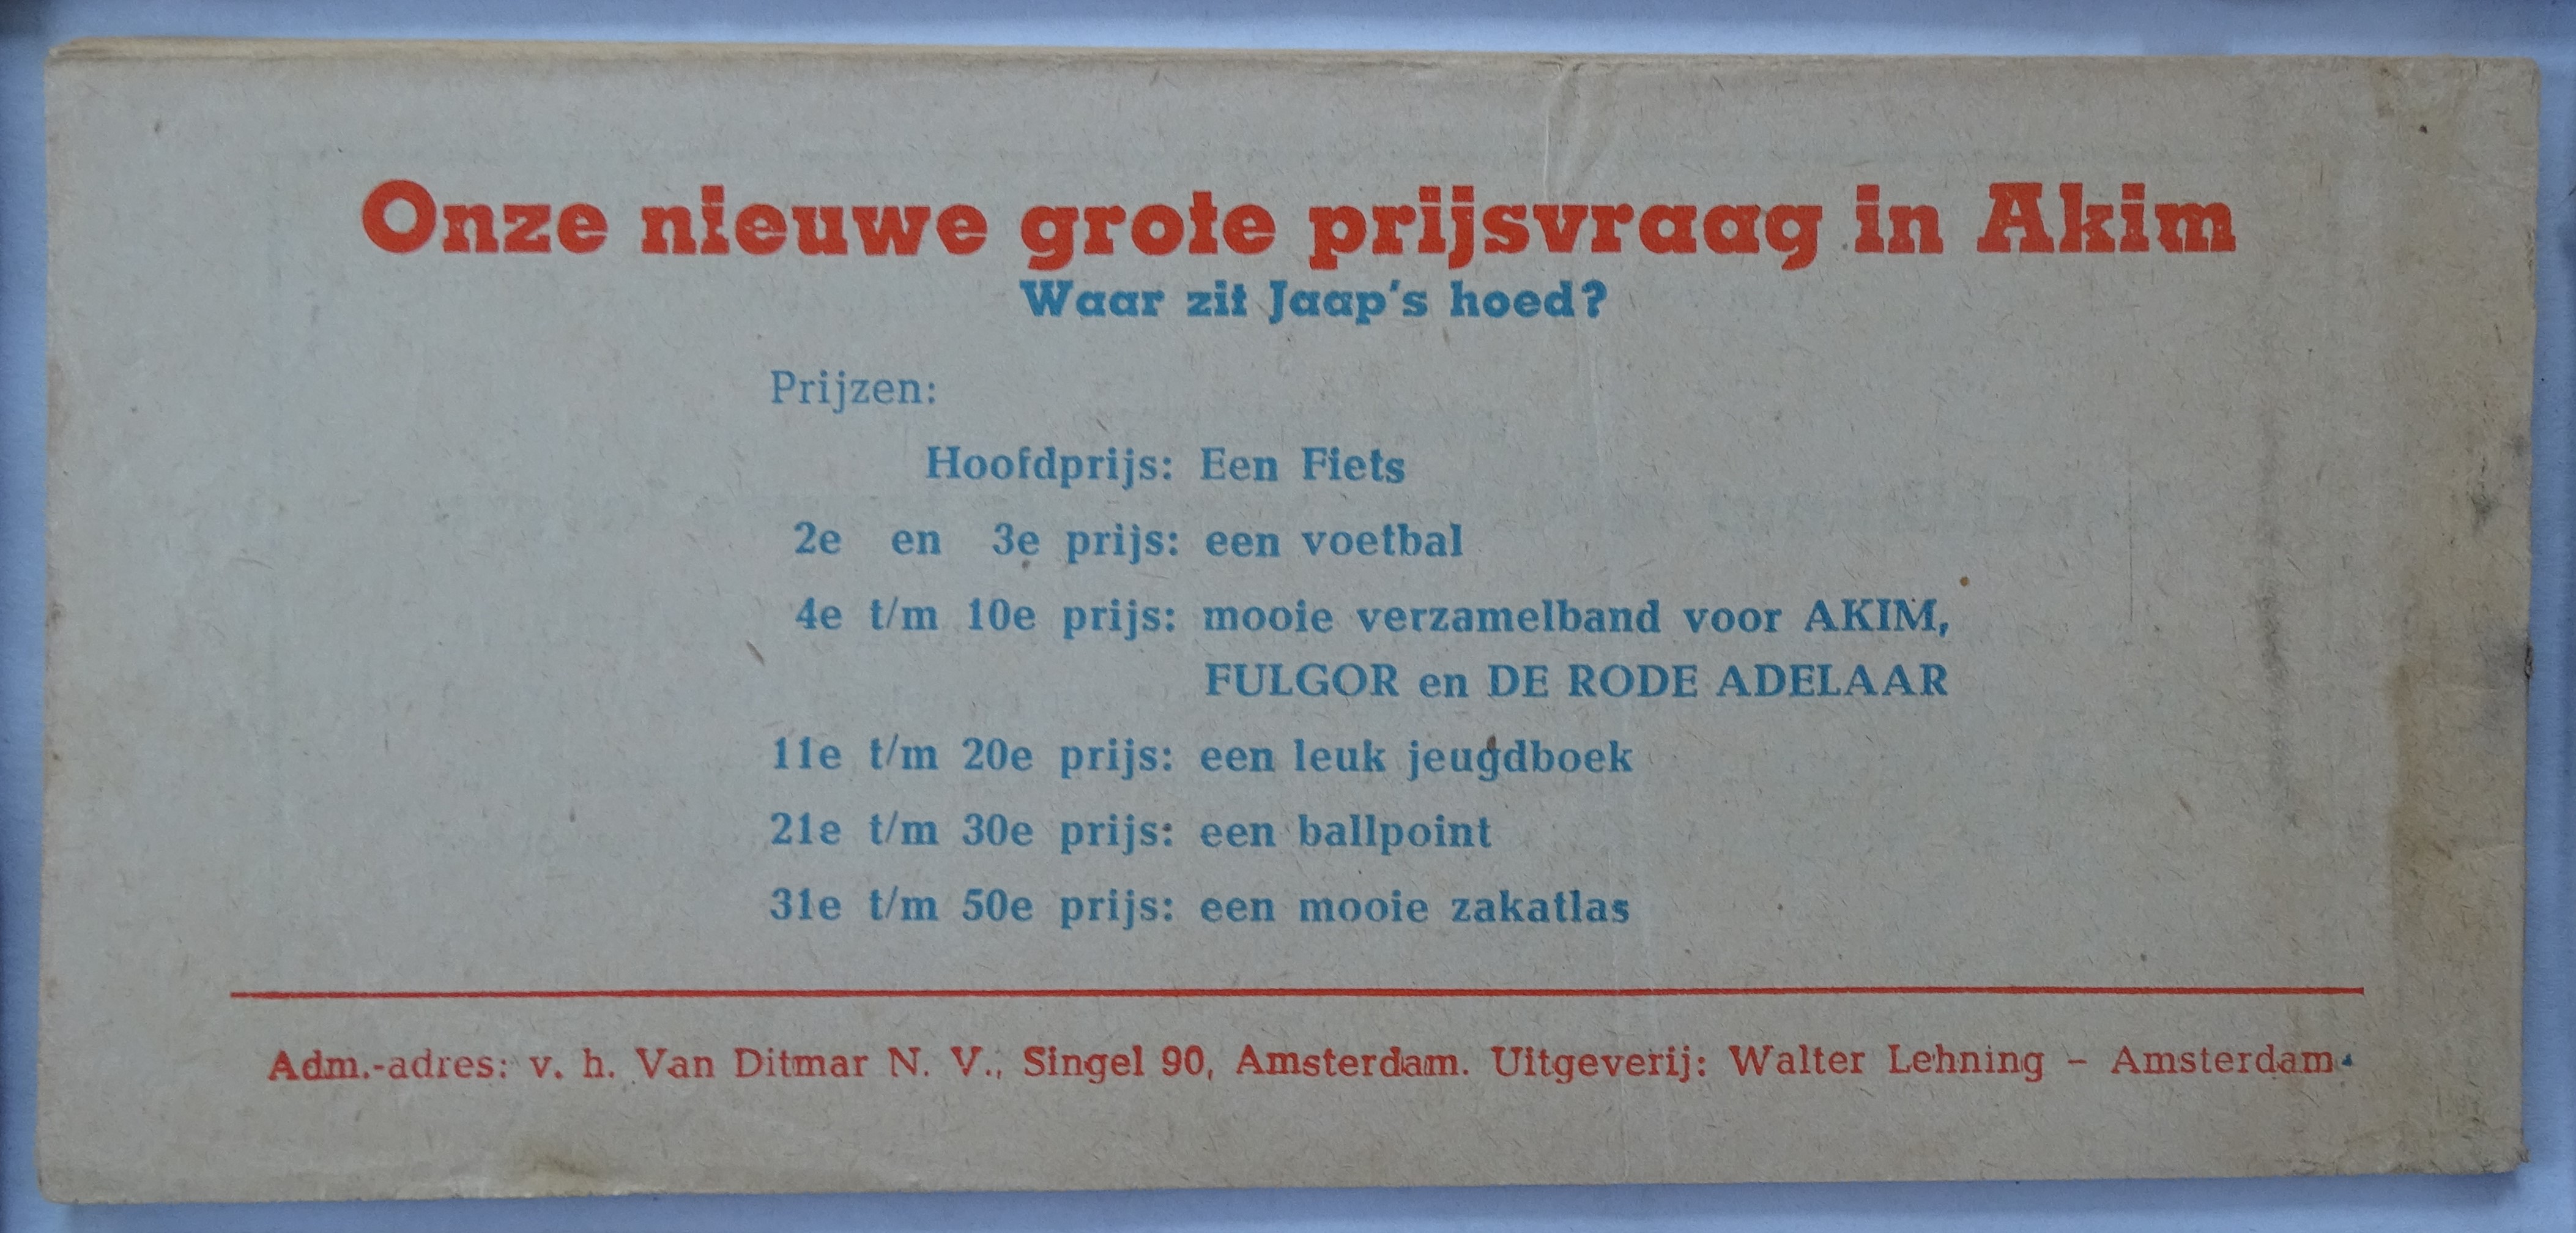 Onze nieuwe grote prijsvraag in Akim
Waar zit Jaap's hoed?
Prijzen:
Hoofdprijs: Een Fiets
2e en 3e prijs: een voetbal
4e t/m 10e prijs: mooie verzamelband voor AKIM,
FULGOR en DE RODE ADELAAR
11e t/m 20e prijs: een leuk jeugdboek
21e t/m 30e prijs: een ballpoint
31e t/m 50e prijs: een mooie zakatlas
Adm.-adres: v. h. Van Ditmar N. V., Singel 90, Amsterdam. Uitgeverij: Walter Lehning – Amsterdam.